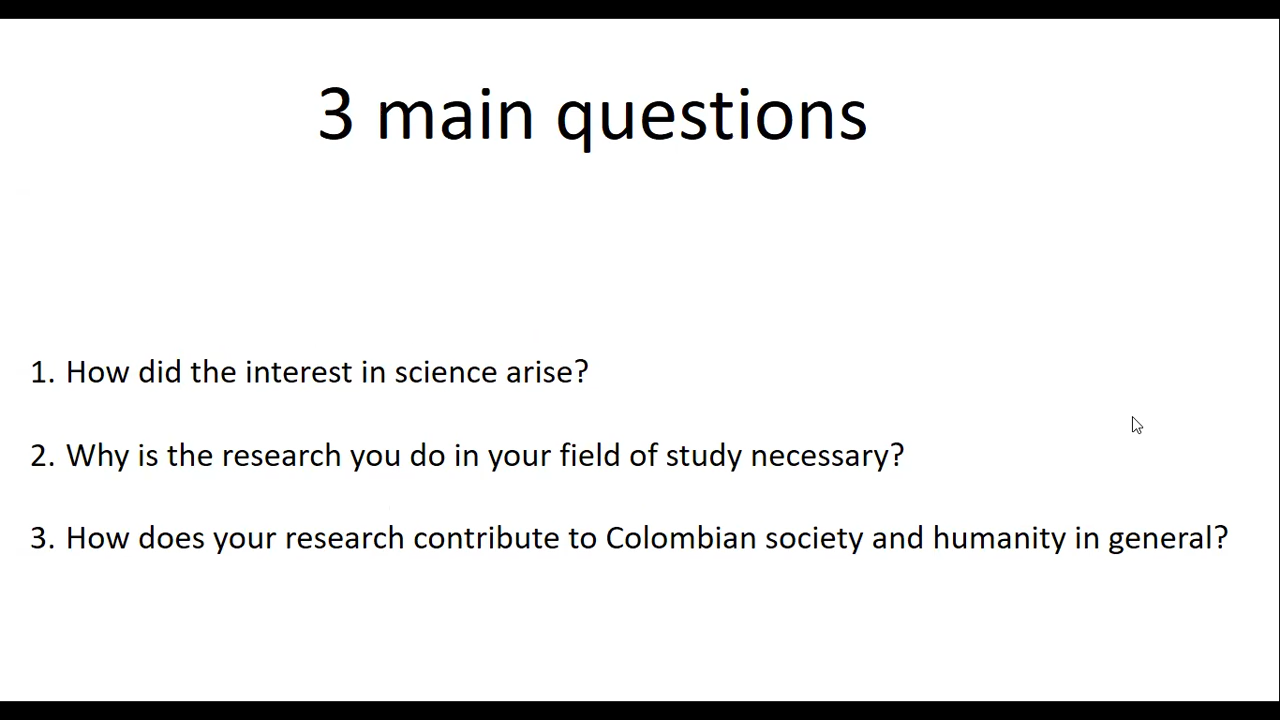 3 main questions
1. How did the interest in science arise?
2. Why is the research you do in your field of study necessary?
3. How does your research contribute to Colombian society and humanity in general?